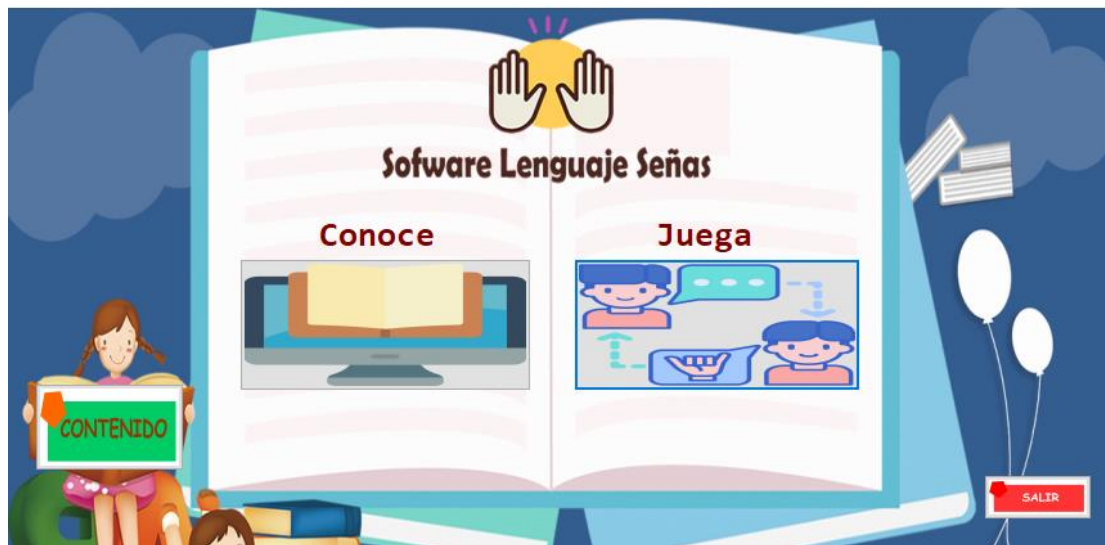 Sofware Lenguaje Señas
Conoce
Juega
CONTENIDO
SALIR